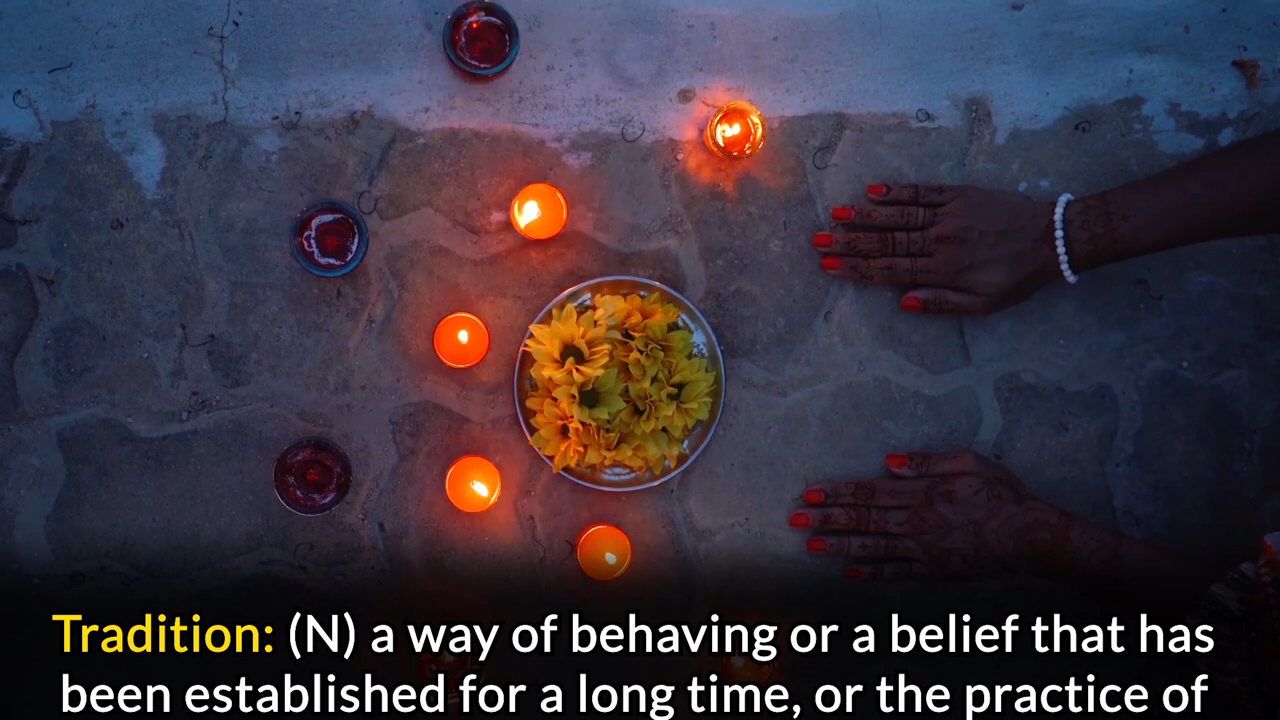 Tradition: (N) a way of behaving or a belief that has
been established for a long time, or the practice of